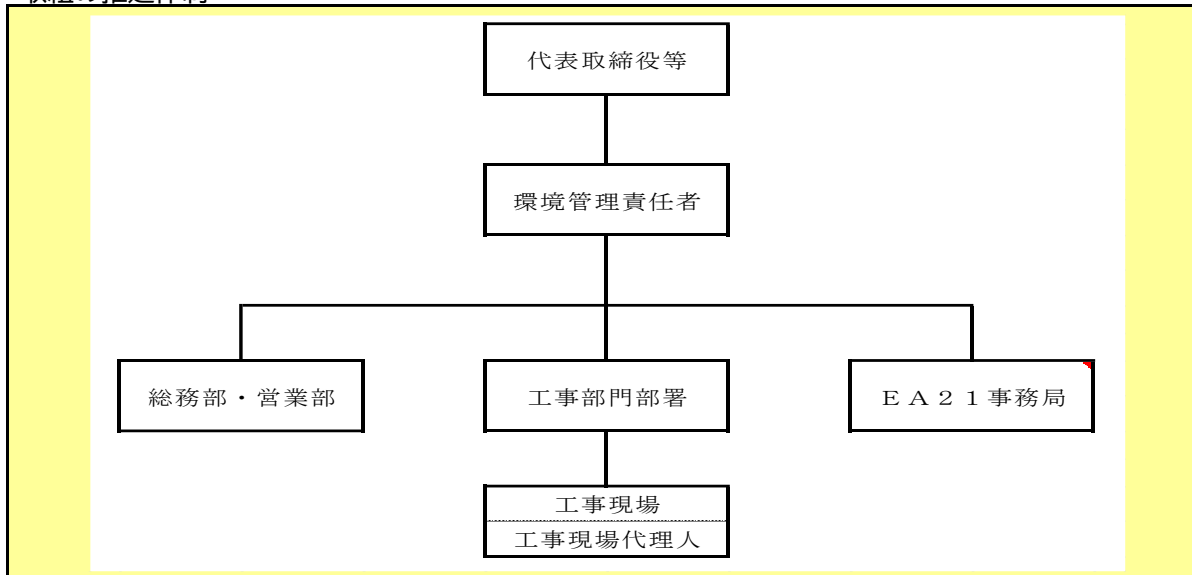 代表取締役等
環境管理責任者
総務部・営業部
工事部門部署
ＥＡ２１事務局
工事現場
工事現場代理人